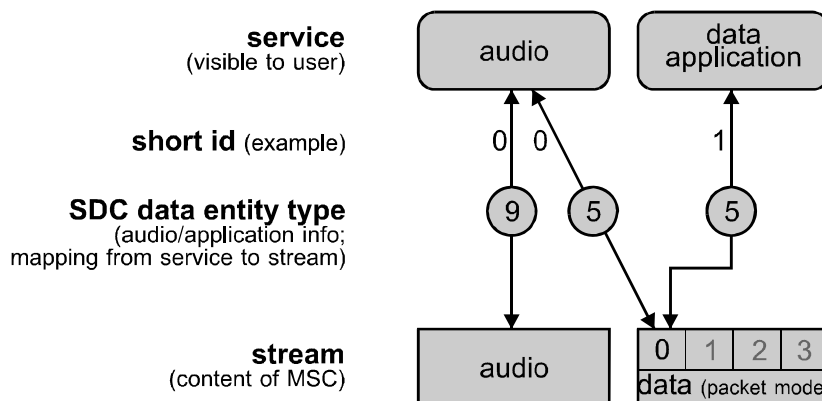 service
(visible to user)
audio
data
application
short id (example)
0 0 1
SDC data entity type
(audio/application info;
mapping from service to stream)
9 5 5
stream
(content of MSC)
audio
0 1 2 3
data (packet mode